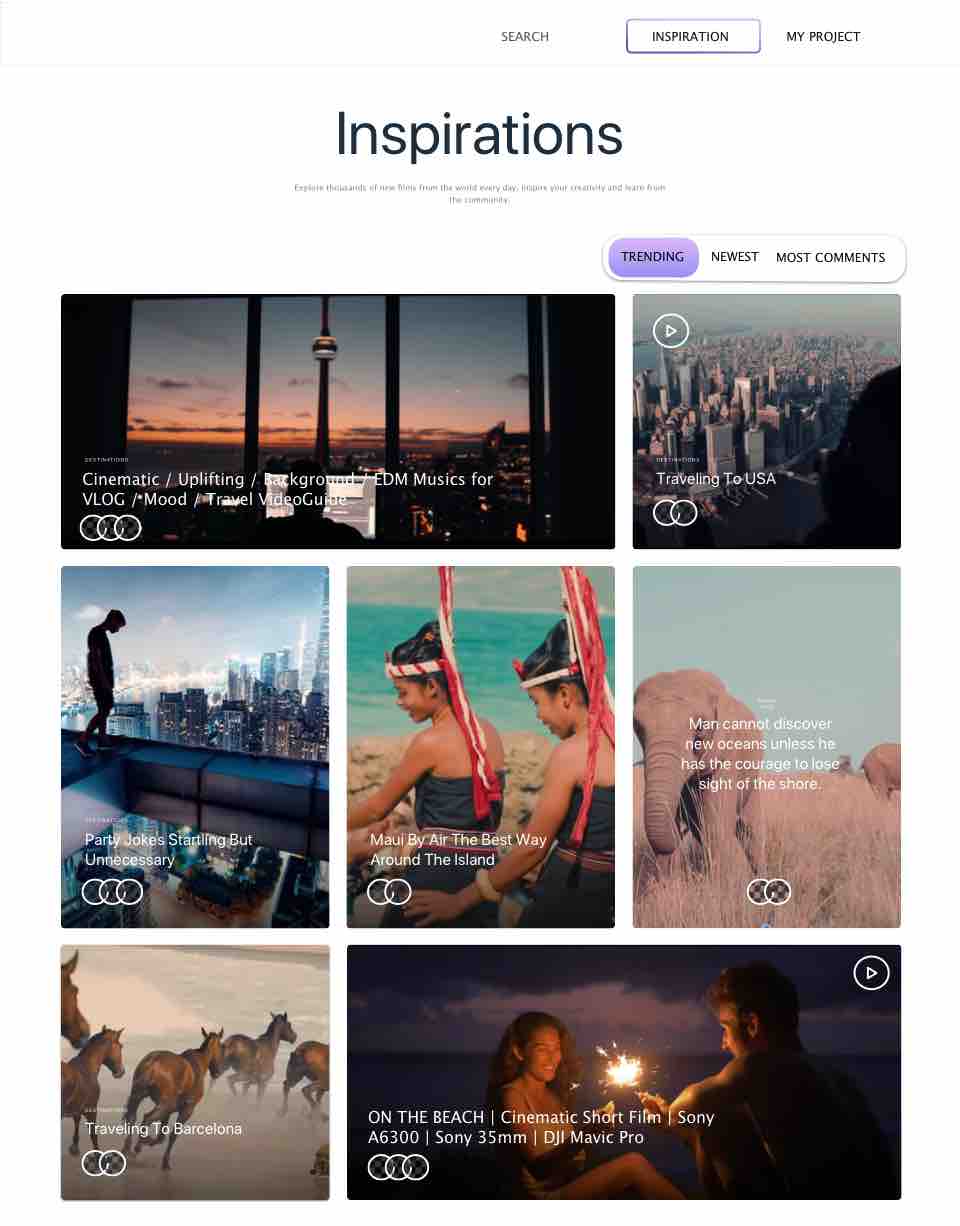 SEARCH
INSPIRATION
MY PROJECT
Inspirations
Explore thousands of new films from the world every day, inspire your creativity and learn from
the community.
TRENDING
NEWEST
MOST COMMENTS
DESTINATIONS
Cinematic / Uplifting / Background / EDM Musics for
VLOG / Mood / Travel VideoGuide
DESTINATIONS
Traveling To USA
DESTINATIONS
Party Jokes Startling But
Unnecessary
Maui By Air The Best Way
Around The Island
Man cannot discover
new oceans unless he
has the courage to lose
sight of the shore.
DESTINATIONS
Traveling To Barcelona
ON THE BEACH | Cinematic Short Film | Sony
A6300 | Sony 35mm | DJI Mavic Pro